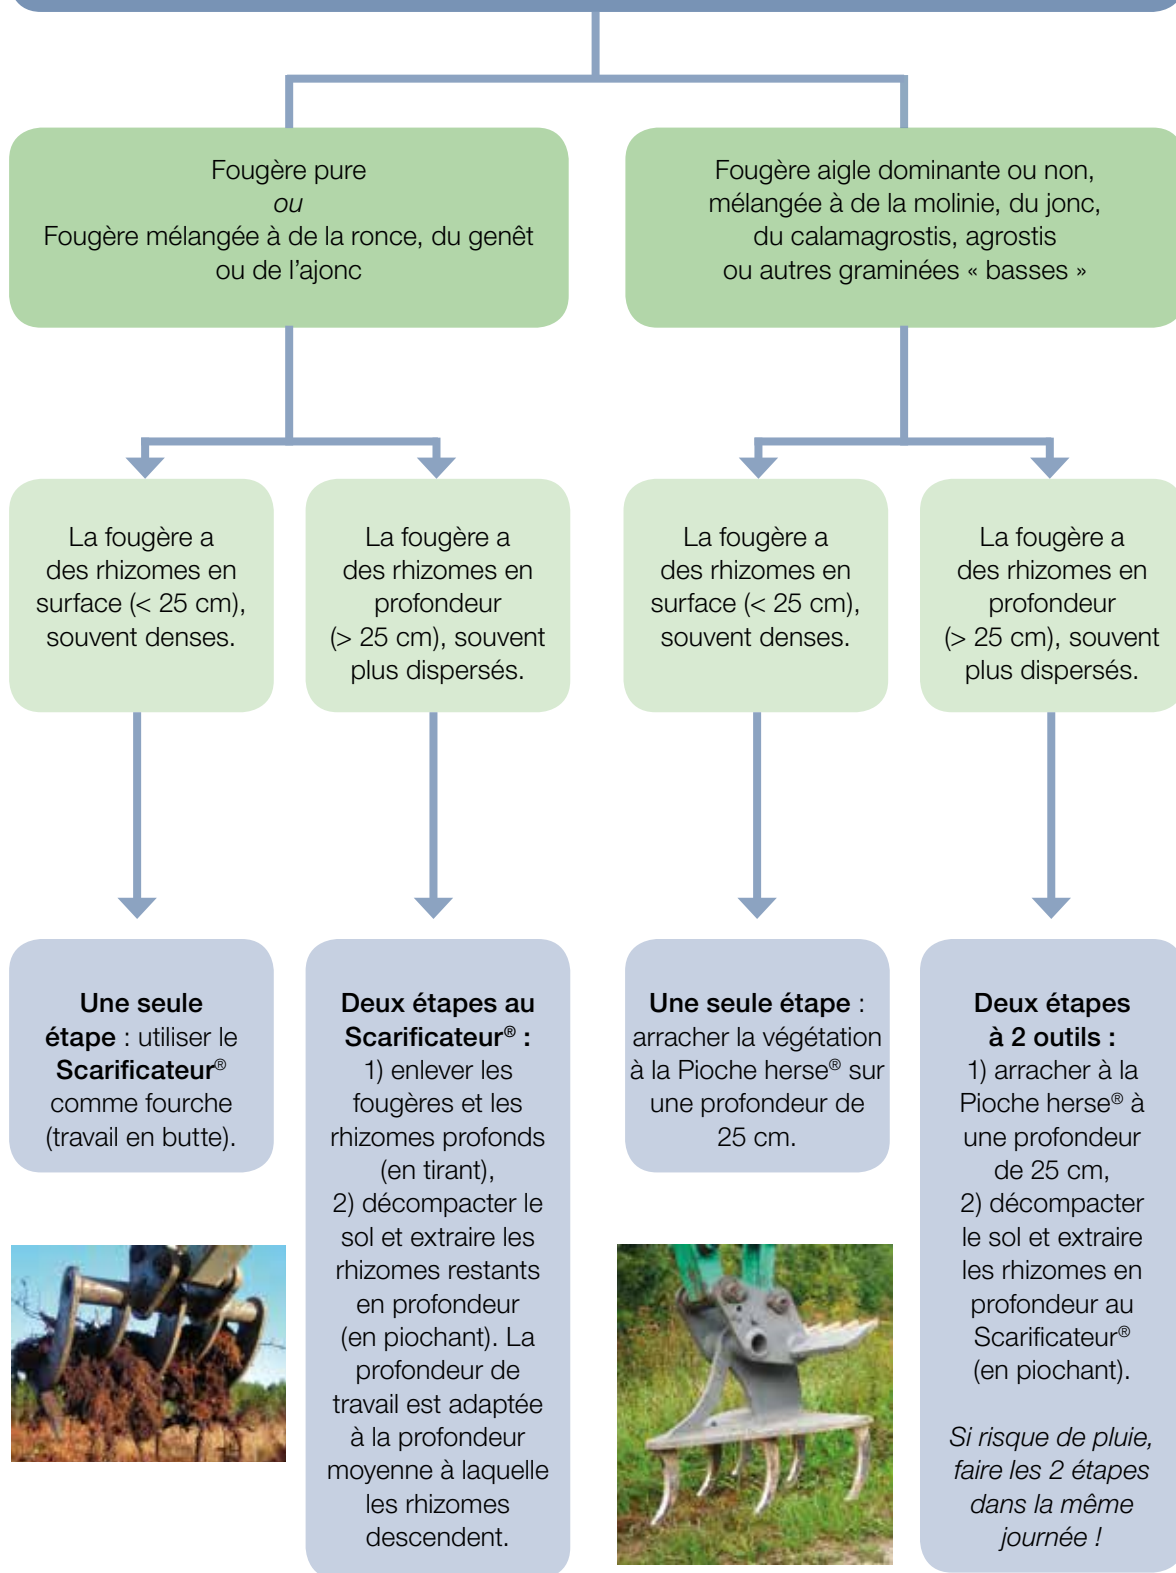 Fougère pure
ou
Fougère mélangée à de la ronce, du genêt
ou de l’ajonc
Fougère aigle dominante ou non,
mélangée à de la molinie, du jonc,
du calamagrostis, agrostis
ou autres graminées « basses »
La fougère a
des rhizomes en
surface (< 25 cm),
souvent denses.
La fougère a
des rhizomes en
profondeur
(> 25 cm), souvent
plus dispersés.
La fougère a
des rhizomes en
surface (< 25 cm),
souvent denses.
La fougère a
des rhizomes en
profondeur
(> 25 cm), souvent
plus dispersés.
Une seule
étape : utiliser le
Scarificateur®
comme fourche
(travail en butte).
Deux étapes au
Scarificateur® :
1) enlever les
fougères et les
rhizomes profonds
(en tirant),
2) décompacter le
sol et extraire les
rhizomes restants
en profondeur
(en piochant). La
profondeur de
travail est adaptée
à la profondeur
moyenne à laquelle
les rhizomes
descendent.
Une seule étape :
arracher la végétation
à la Pioche herse® sur
une profondeur de
25 cm.
Deux étapes
à 2 outils :
1) arracher à la
Pioche herse® à
une profondeur
de 25 cm,
2) décompacter
le sol et extraire
les rhizomes en
profondeur au
Scarificateur®
(en piochant).
Si risque de pluie,
faire les 2 étapes
dans la même
journée !